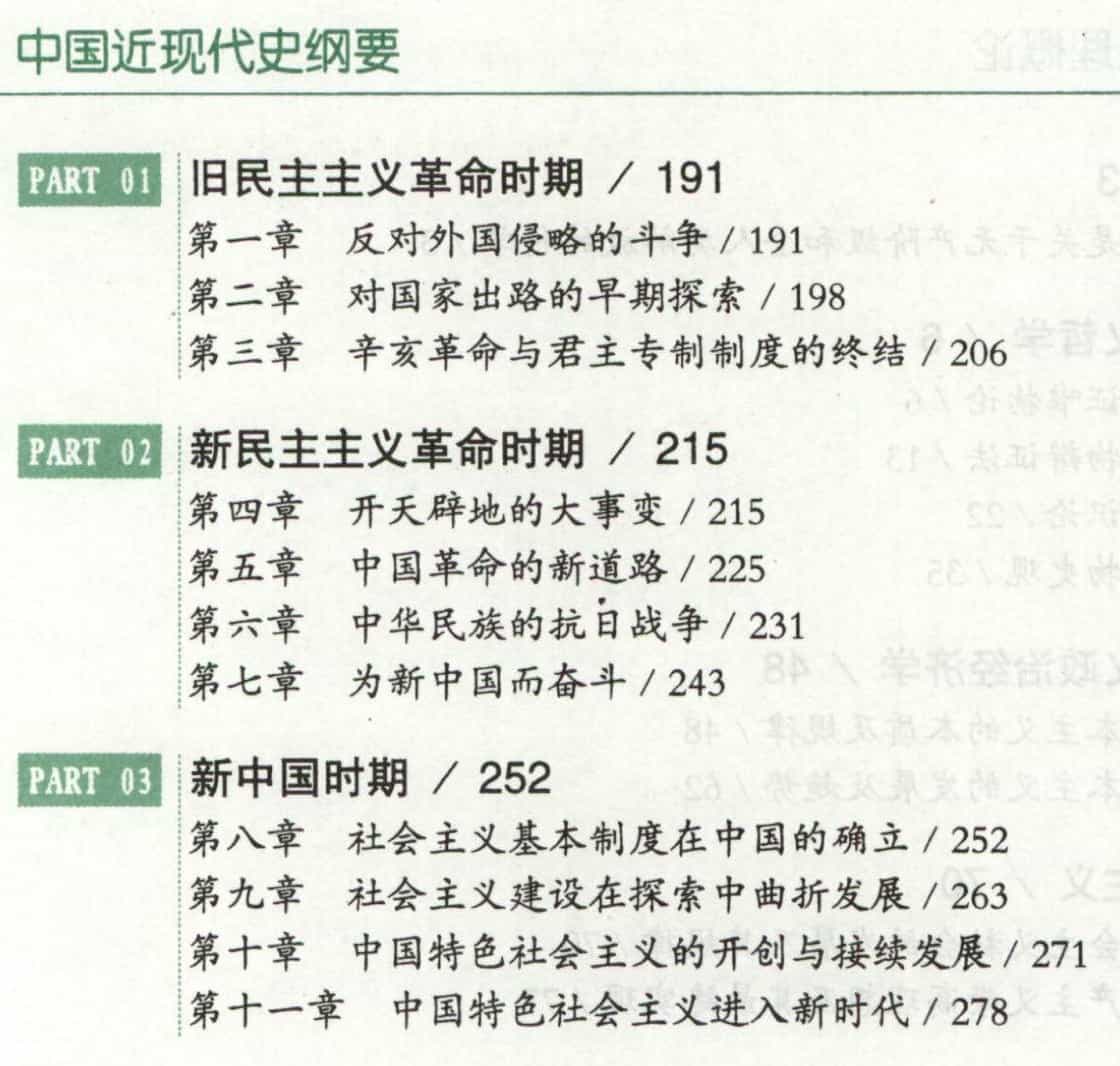 中国近现代史纲要
PART 01 旧民主主义革命时期 / 191
第一章 反对外国侵略的斗争 / 191
第二章 对国家出路的早期探索 / 198
第三章 辛亥革命与君主专制制度的终结 / 206
PART 02 新民主主义革命时期 / 215
第四章 开天辟地的大事变 / 215
第五章 中国革命的新道路 / 225
第六章 中华民族的抗日战争 / 231
第七章 为新中国而奋斗 / 243
PART 03 新中国时期 / 252
第八章 社会主义基本制度在中国的确立 / 252
第九章 社会主义建设在探索中曲折发展 / 263
第十章 中国特色社会主义的开创与接续发展 / 271
第十一章 中国特色社会主义进入新时代 / 278